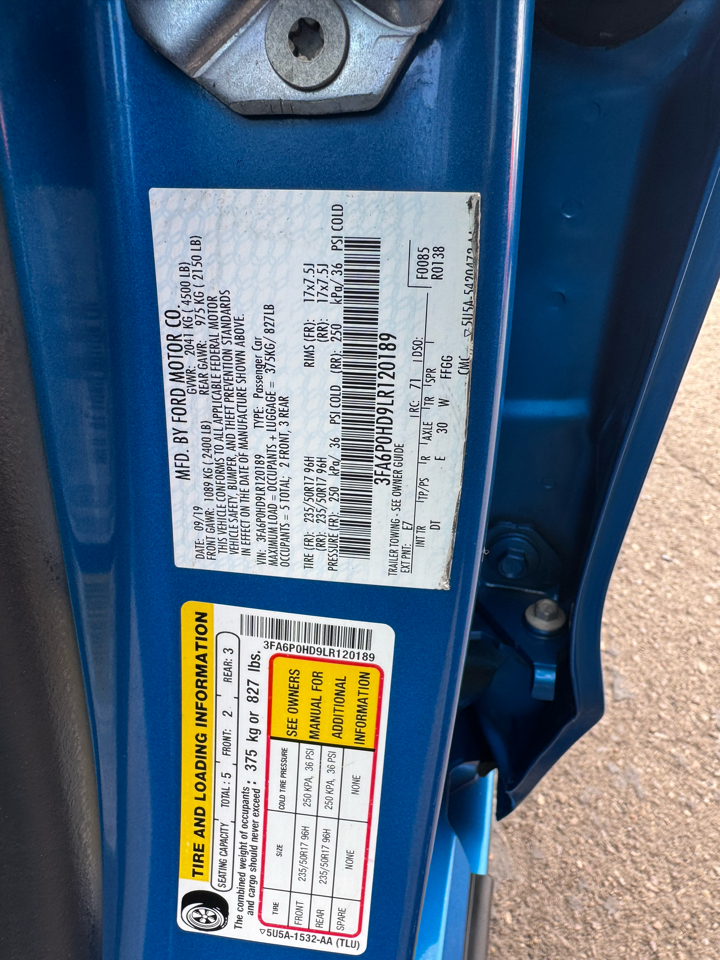 MFD. BY FORD MOTOR CO.
DATE: 09/19 GVWR: 2041 KG ( 4500 LB)
FRONT GAWR: 1089 KG ( 2400 LB) REAR GAWR: 975 KG ( 2150 LB)
THIS VEHICLE CONFORMS TO ALL APPLICABLE FEDERAL MOTOR
VEHICLE SAFETY, BUMPER, AND THEFT PREVENTION STANDARDS
IN EFFECT ON THE DATE OF MANUFACTURE SHOWN ABOVE.
VIN: 3FA6P0HD9LR120189 TYPE: Passenger Car
MAXIMUM LOAD = OCCUPANTS + LUGGAGE = 375KG/ 827LB
OCCUPANTS = 5 TOTAL; 2 FRONT, 3 REAR
TIRE (FR): 235/50R17 96H RIMS (FR): 17x7.5J
(RR): 235/50R17 96H (RR): 17x7.5J
PRESSURE (FR): 250 kPa/ 36 PSI COLD (RR): 250 kPa/ 36 PSI COLD
3FA6P0HD9LR120189
TRAILER TOWING - SEE OWNER GUIDE
EXT PNT: E7 RC: 71 DSO: F0085
R0138
INT TR TP/PS R AXLE TR SPR
DT E 30 W FFGG
CMC
▽5U5A-5420472-A
TIRE AND LOADING INFORMATION
SEATING CAPACITY TOTAL: 5 FRONT: 2 REAR: 3
The combined weight of occupants
and cargo should never exceed : 375 kg or 827 lbs.
3FA6P0HD9LR120189
TIRE SIZE COLD TIRE PRESSURE
FRONT 235/50R17 96H 250 KPA, 36 PSI
REAR 235/50R17 96H 250 KPA, 36 PSI
SPARE NONE NONE
SEE OWNERS
MANUAL FOR
ADDITIONAL
INFORMATION
▽5U5A-1532-AA (TLU)